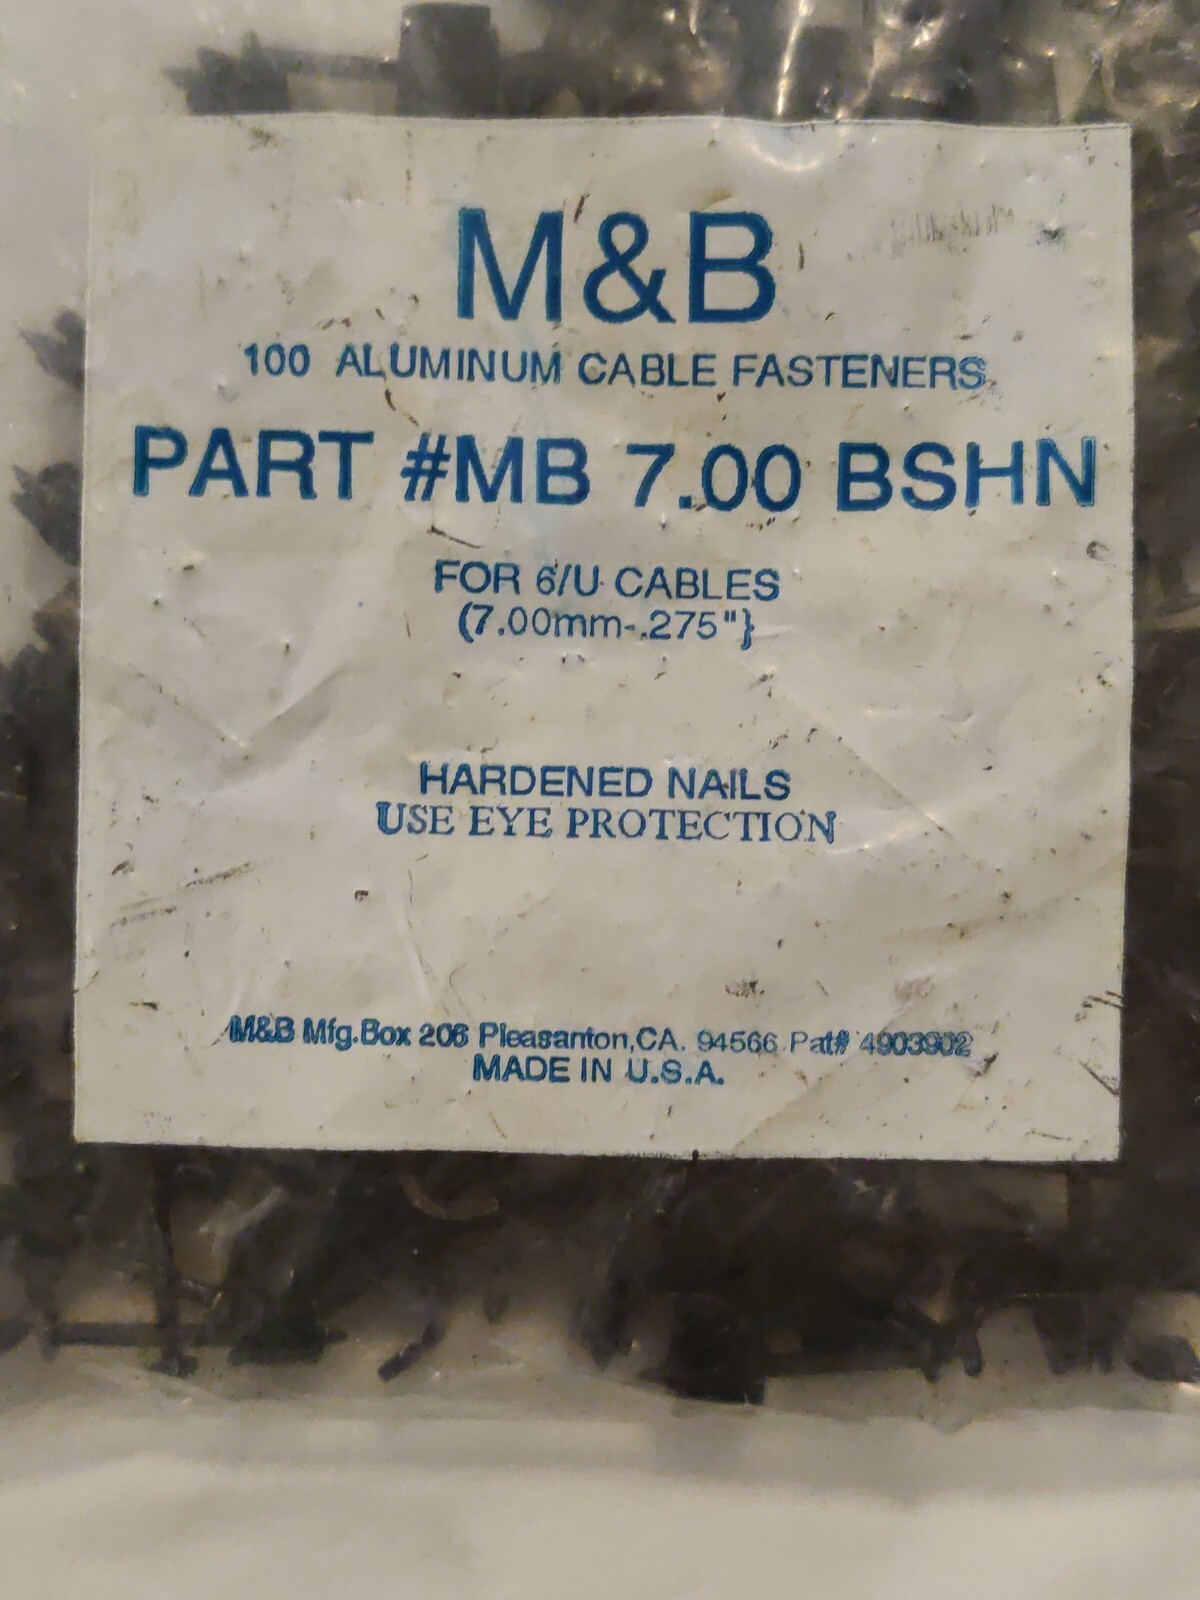 M&B
100 ALUMINUM CABLE FASTENERS
PART #MB 7.00 BSHN
FOR 6/U CABLES
(7.00mm-.275"}
HARDENED NAILS
USE EYE PROTECTION
M&B Mfg.Box 206 Pleasanton,CA. 94566 Pat# 4903902
MADE IN U.S.A.